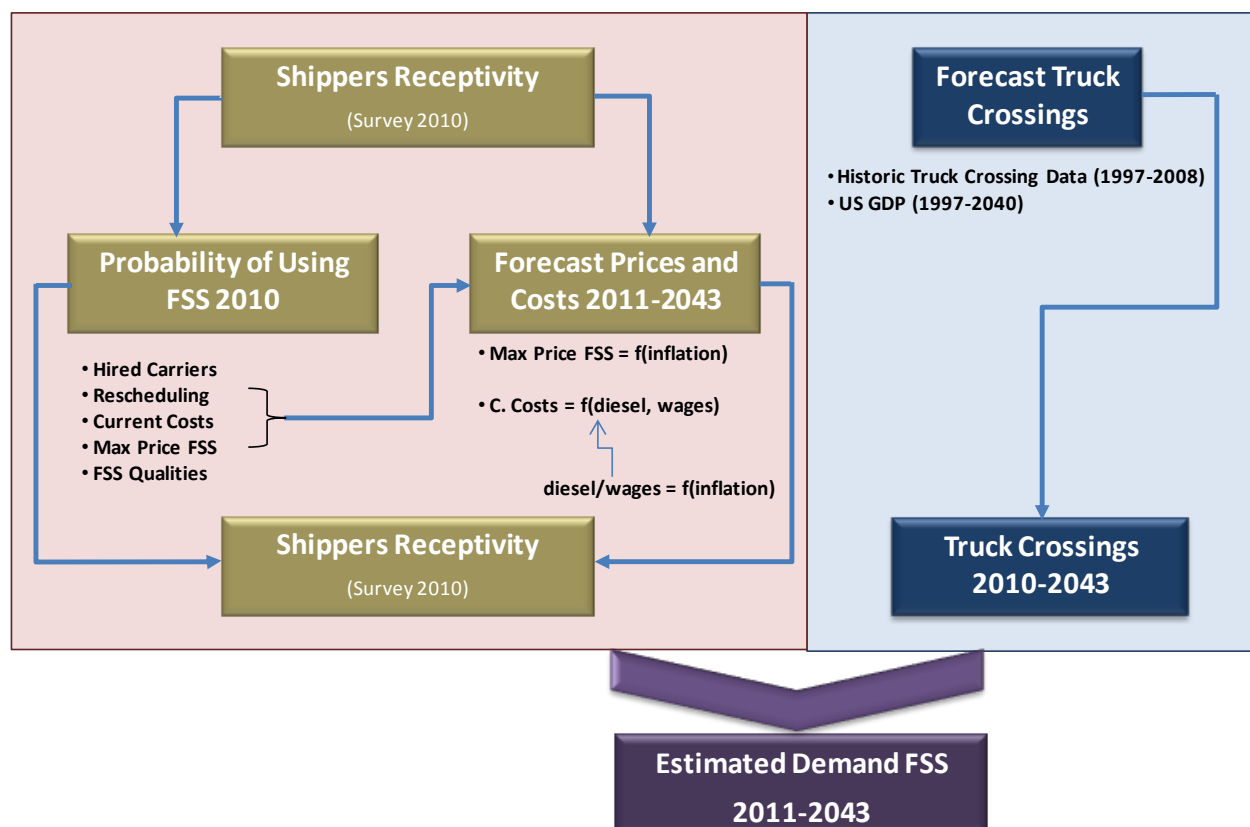 Shippers Receptivity
(Survey 2010)
Forecast Truck
Crossings
• Historic Truck Crossing Data (1997-2008)
• US GDP (1997-2040)
Probability of Using
FSS 2010
Forecast Prices and
Costs 2011-2043
• Hired Carriers
• Rescheduling
• Current Costs
• Max Price FSS
• FSS Qualities
• Max Price FSS = f(inflation)
• C. Costs = f(diesel, wages)
diesel/wages = f(inflation)
Shippers Receptivity
(Survey 2010)
Truck Crossings
2010-2043
Estimated Demand FSS
2011-2043